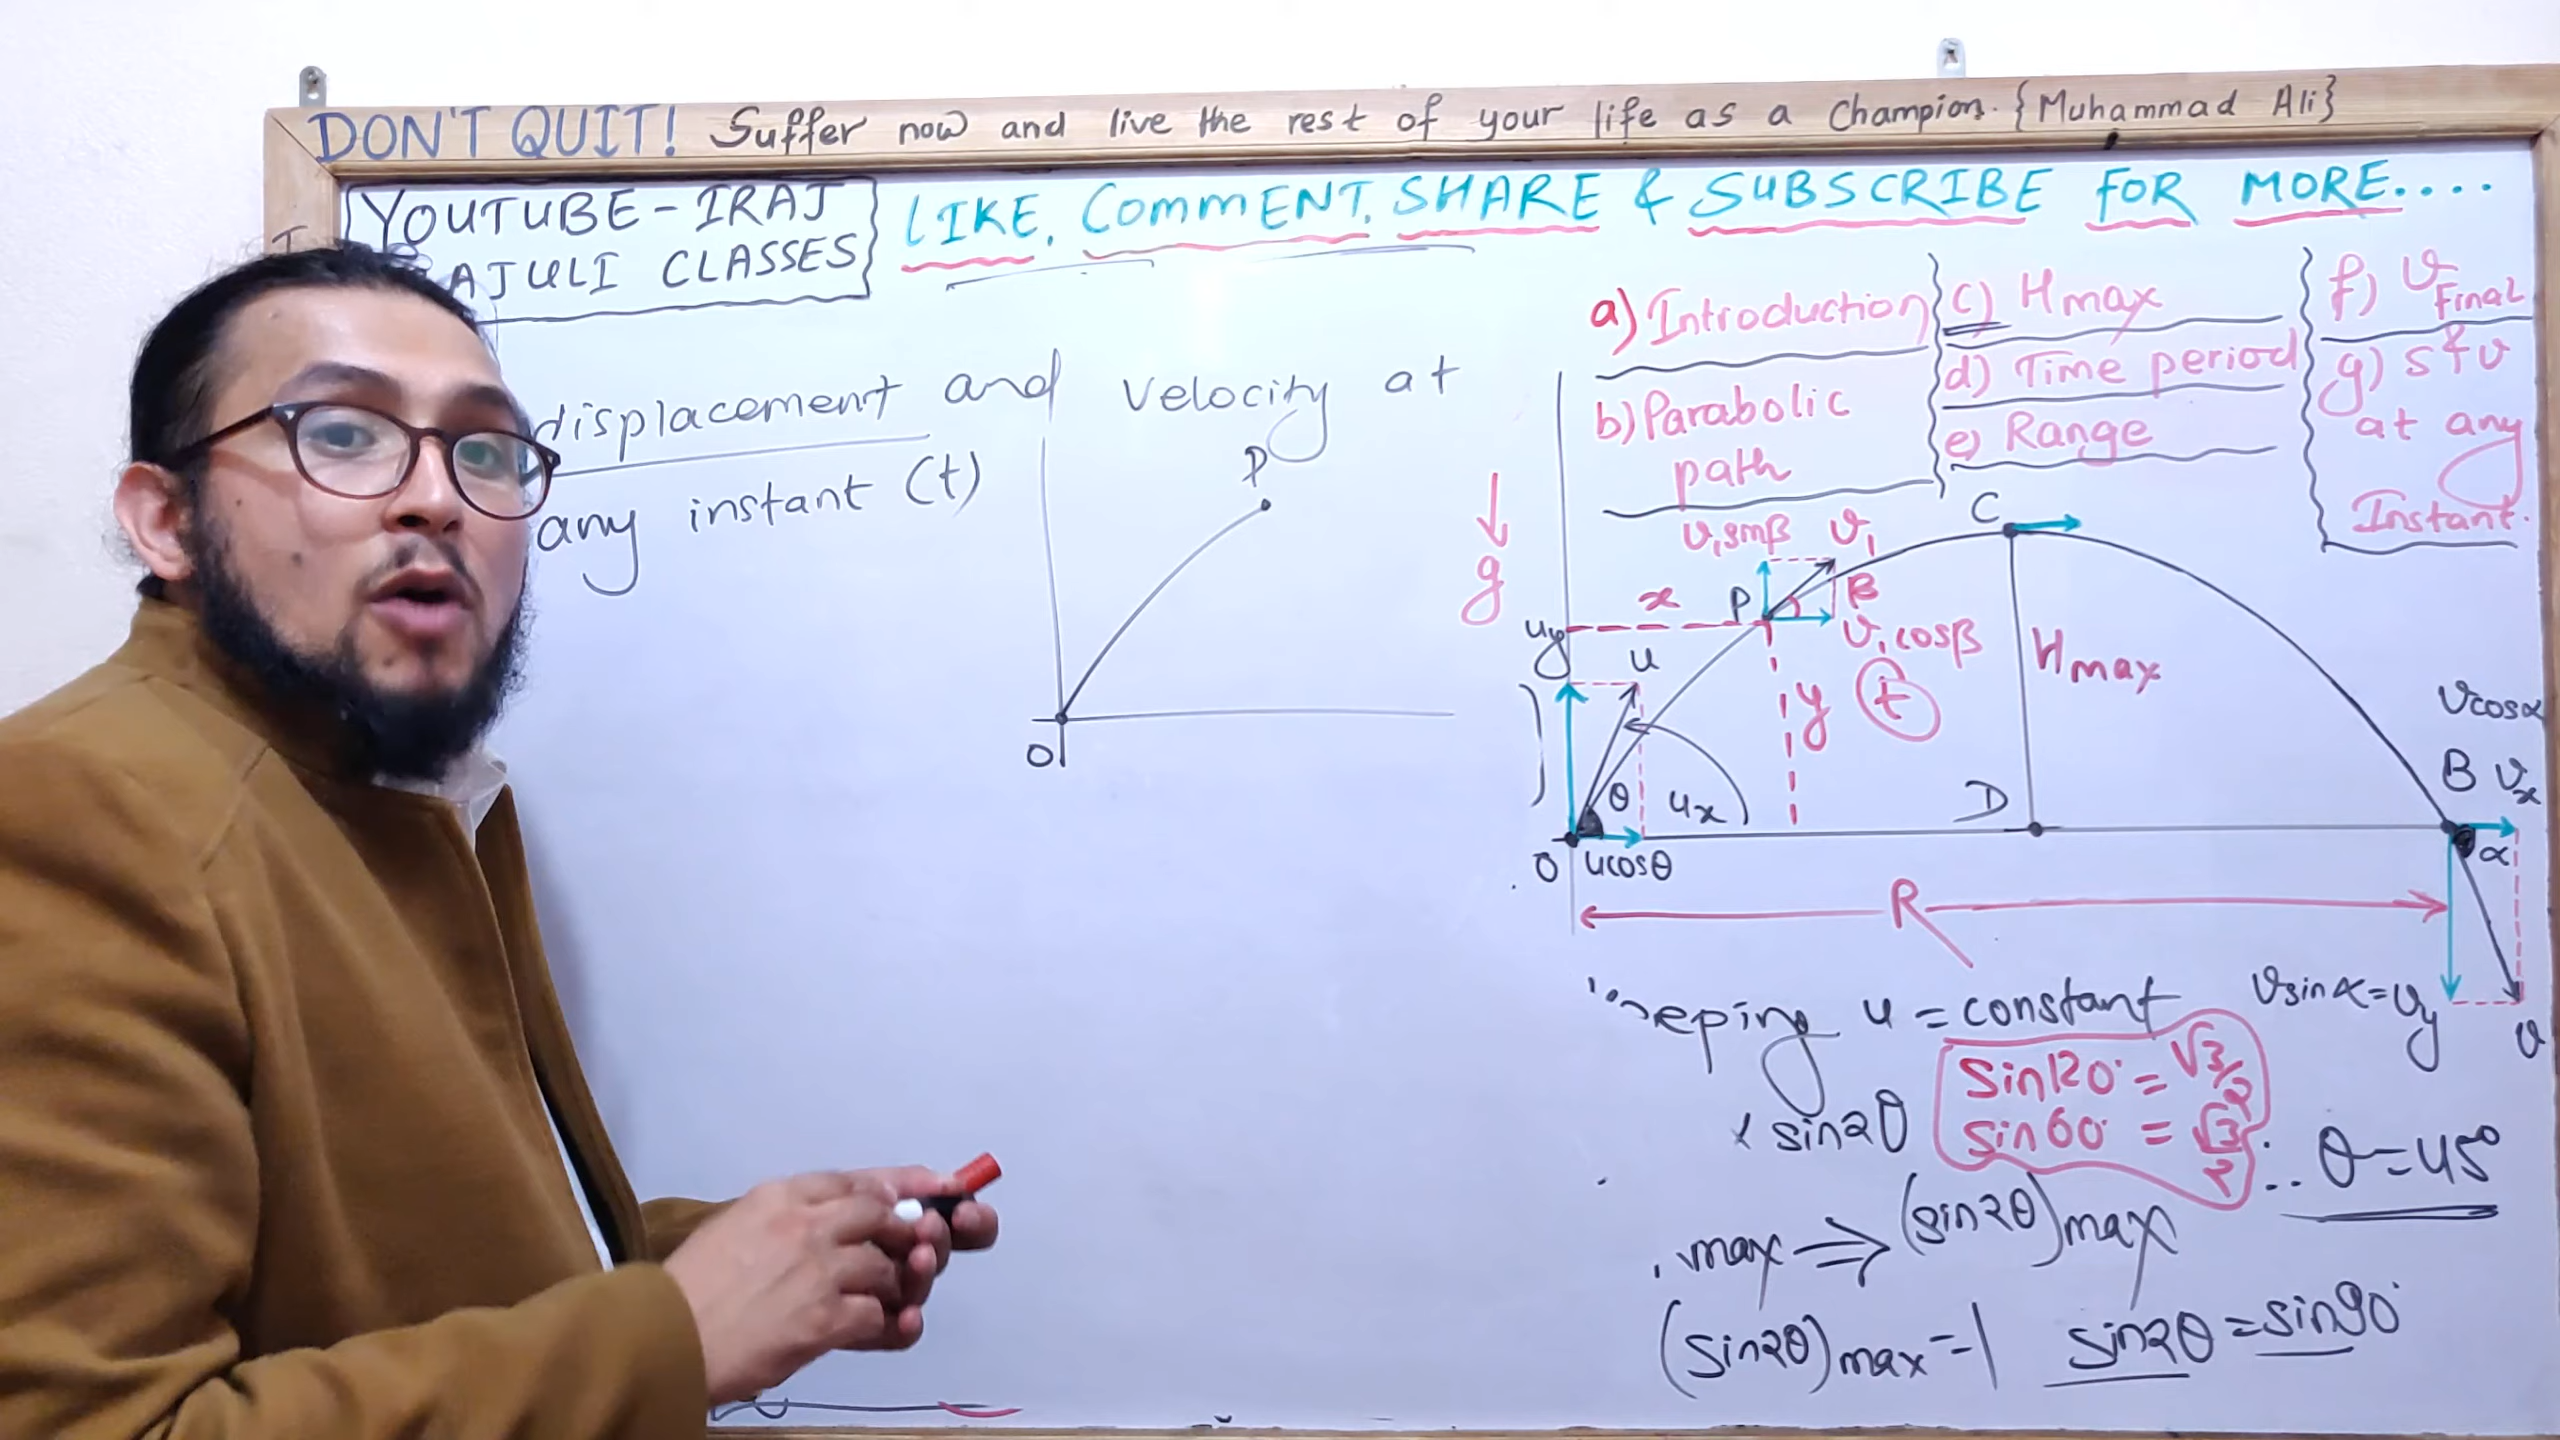 DON'T QUIT! Suffer now and live the rest of your life as a Champion. {Muhammad Ali}
YOUTUBE - IRAJ
AJULI CLASSES
LIKE, COMMENT, SHARE & SUBSCRIBE FOR MORE....
displacement and velocity at
any instant (t)
P
O
a) Introduction
b) Parabolic
path
c) Hmax
d) Time period
e) Range
f) v Final
g) s & v
at any
Instant.
g
C
v₁sinβ
v₁
β
P
x
v₁cosβ
uy
u
y
t
Hmax
θ
ux
D
O
ucosθ
vcosα
B vx
α
R
eping u = constant
vsinα = vy
v
sin2θ
Sin120° = √3/2
Sin60° = √3/2
∴ θ = 45°
max ⇒ (sin2θ)max
(sin2θ)max = 1
sin2θ = sin90°